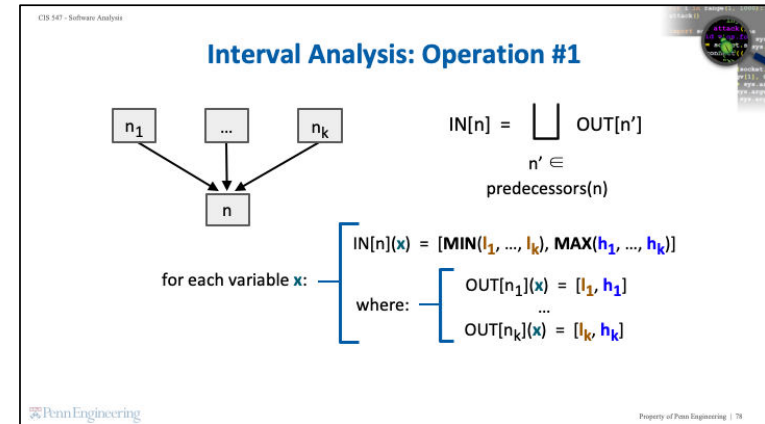 CIS 547 - Software Analysis
Interval Analysis: Operation #1
n1 ... nk
n
IN[n] = ⨆ OUT[n']
n' ∈
predecessors(n)
for each variable x:
IN[n](x) = [MIN(l1, ..., lk), MAX(h1, ..., hk)]
where:
OUT[n1](x) = [l1, h1]
...
OUT[nk](x) = [lk, hk]
Penn Engineering
Property of Penn Engineering | 78